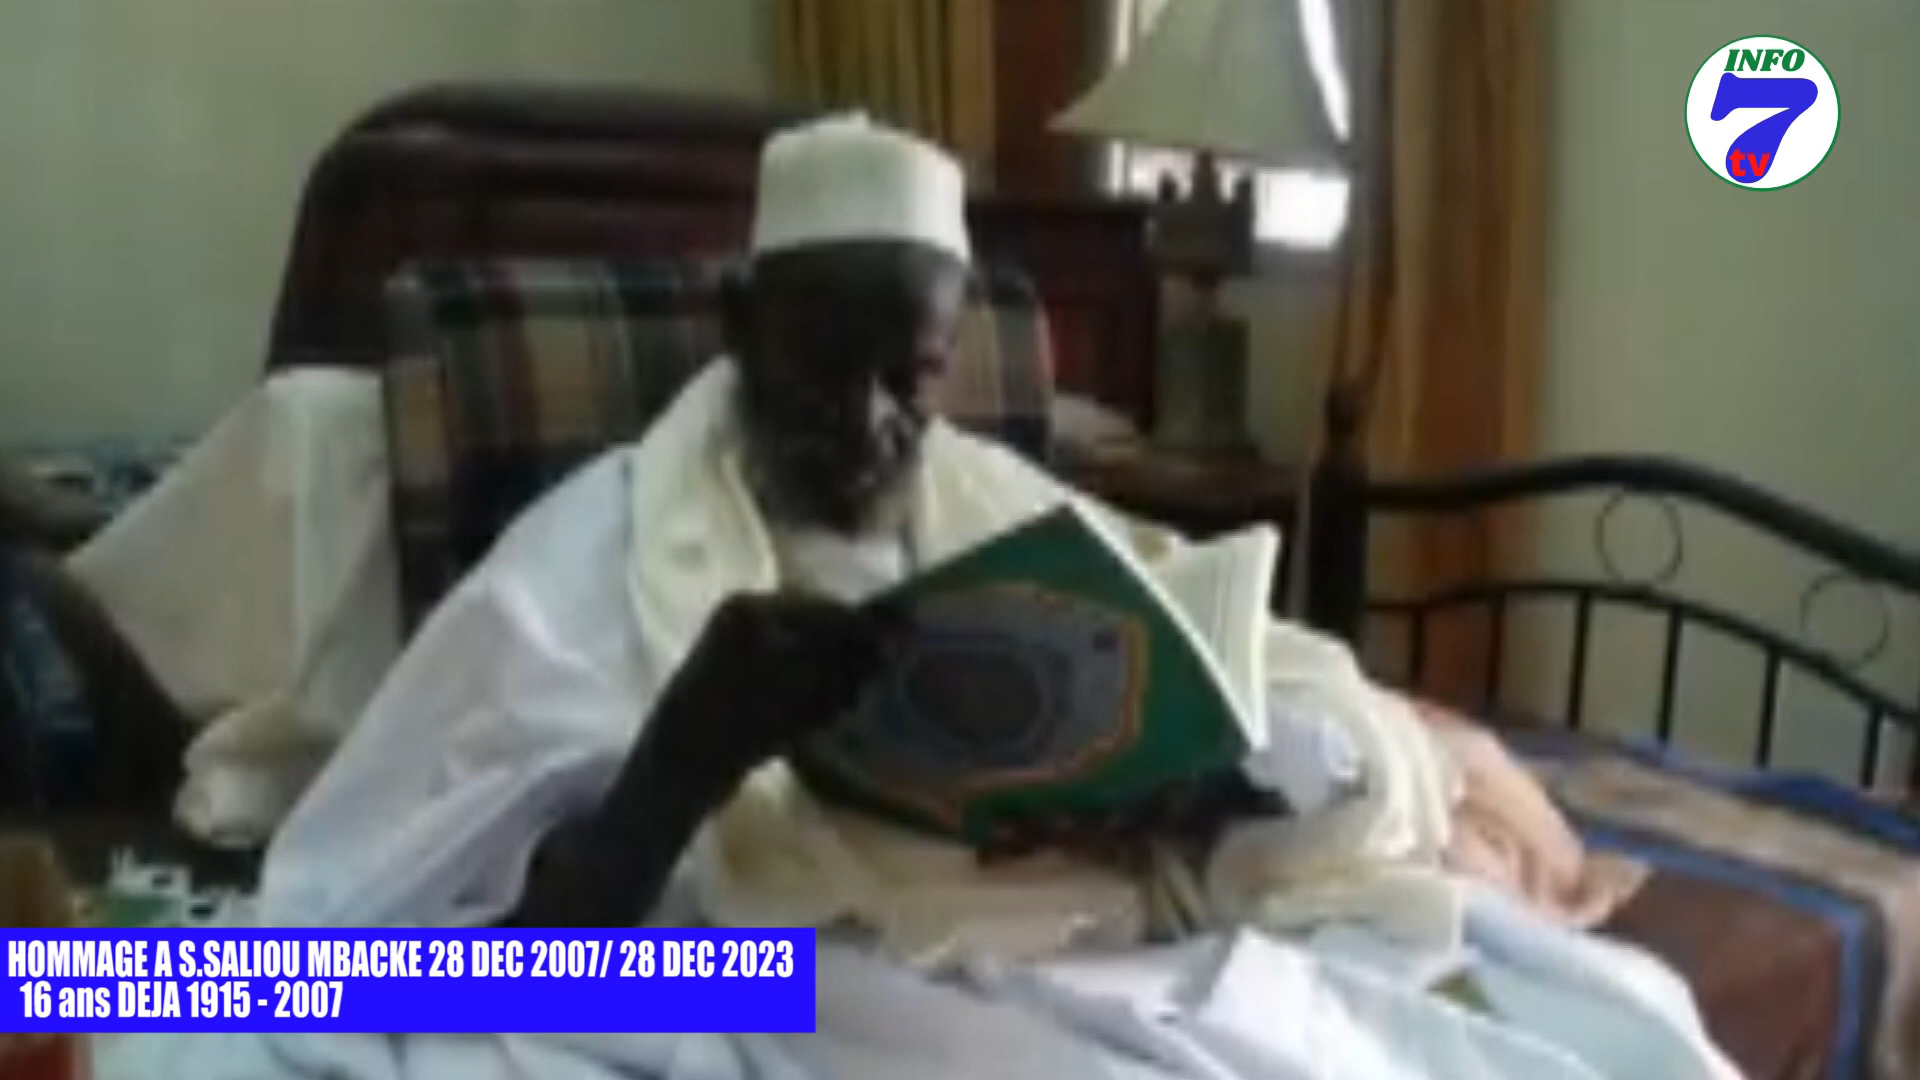 INFO
7
tv
HOMMAGE A S.SALIOU MBACKE 28 DEC 2007/ 28 DEC 2023
16 ans DEJA 1915 - 2007